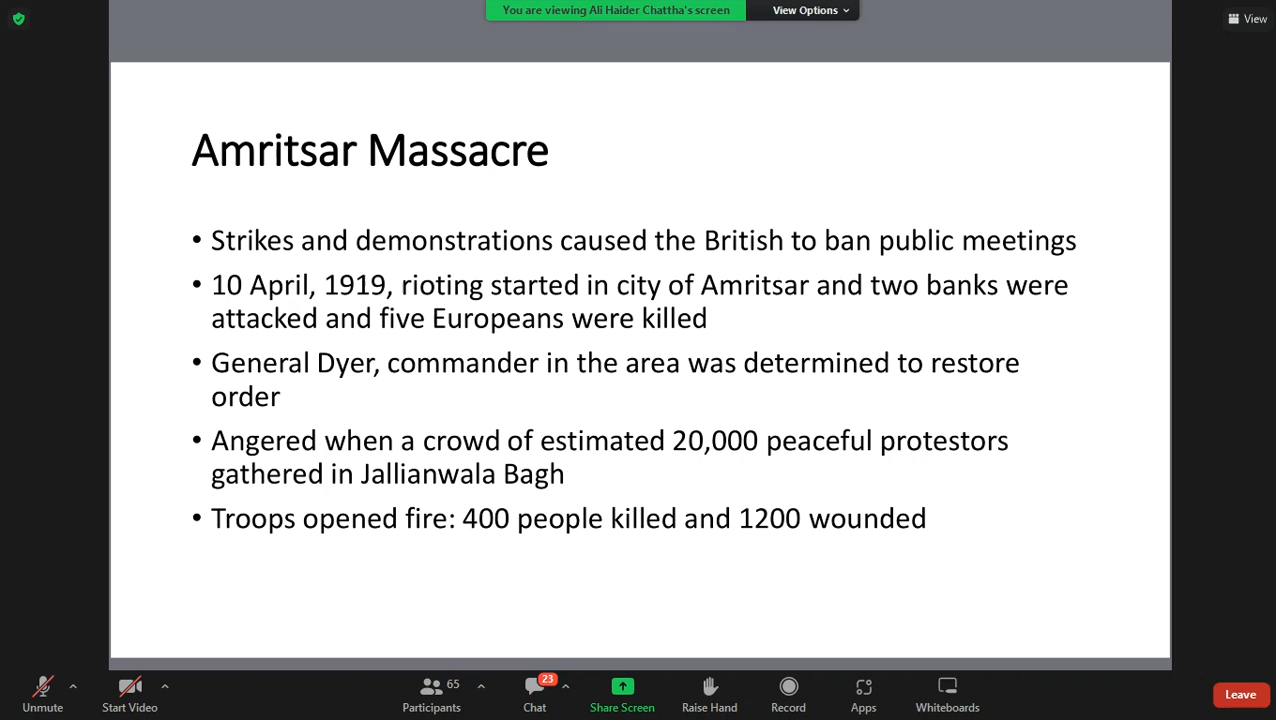 You are viewing Ali Haider Chattha's screen
View Options
View
Amritsar Massacre
• Strikes and demonstrations caused the British to ban public meetings
• 10 April, 1919, rioting started in city of Amritsar and two banks were
attacked and five Europeans were killed
• General Dyer, commander in the area was determined to restore
order
• Angered when a crowd of estimated 20,000 peaceful protestors
gathered in Jallianwala Bagh
• Troops opened fire: 400 people killed and 1200 wounded
65
23
Unmute
Start Video
Participants
Chat
Share Screen
Raise Hand
Record
Apps
Whiteboards
Leave